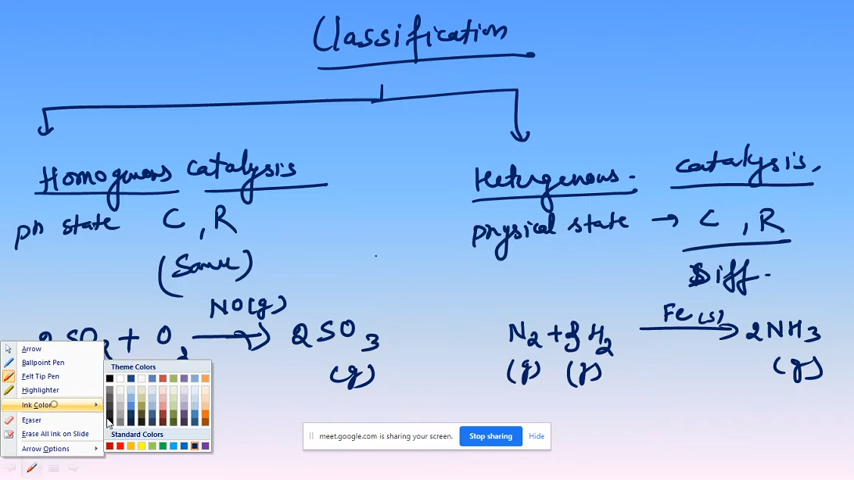 Classification
Homogenous catalysis
ph state C, R
(Same)
NO(g)
2SO2 + O2 → 2SO3
(g)
Hetrgenous. catalysis.
physical state → C, R
Diff.
Fe(s)
N2 + 3H2 → 2NH3
(g) (g) (g)
Arrow
Ballpoint Pen
Felt Tip Pen
Highlighter
Ink Color
Eraser
Erase All Ink on Slide
Arrow Options
Theme Colors
Standard Colors
meet.google.com is sharing your screen. Stop sharing Hide